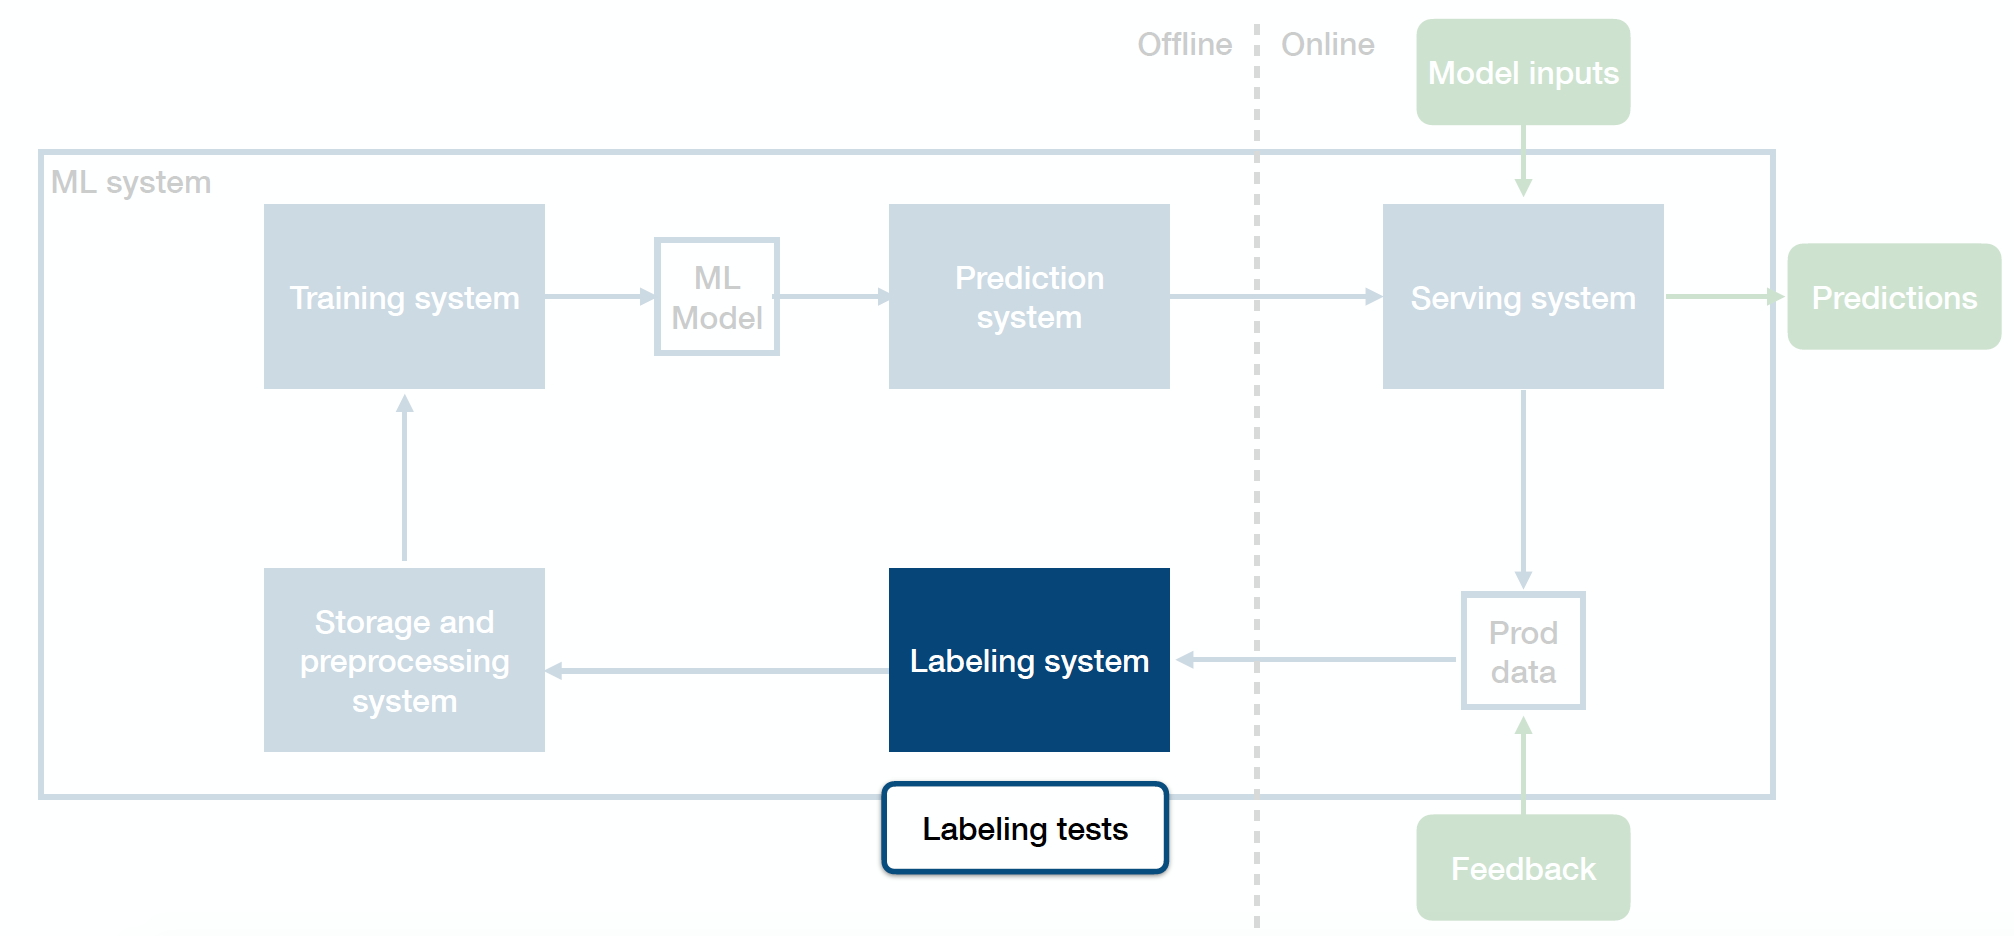 Offline
Online
Model inputs
ML system
Training system
ML
Model
Prediction
system
Serving system
Predictions
Storage and
preprocessing
system
Labeling system
Prod
data
Labeling tests
Feedback